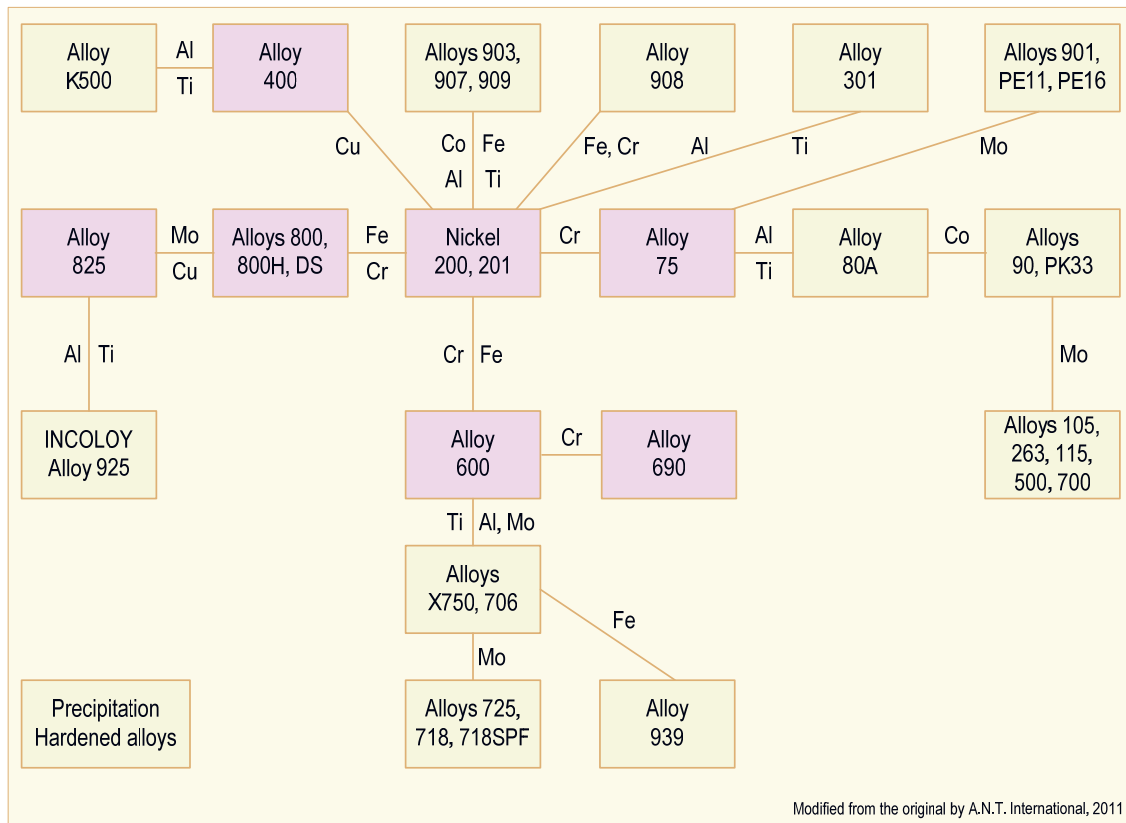 Alloy
K500
Al
Ti
Alloy
400
Alloys 903,
907, 909
Alloy
908
Alloy
301
Alloys 901,
PE11, PE16
Cu
Co
Fe
Al
Ti
Fe, Cr
Al
Ti
Mo
Alloy
825
Mo
Cu
Alloys 800,
800H, DS
Fe
Cr
Nickel
200, 201
Cr
Alloy
75
Al
Ti
Alloy
80A
Co
Alloys
90, PK33
Al
Ti
Cr
Fe
Mo
INCOLOY
Alloy 925
Alloy
600
Cr
Alloy
690
Alloys 105,
263, 115,
500, 700
Ti
Al, Mo
Alloys
X750, 706
Fe
Mo
Precipitation
Hardened alloys
Alloys 725,
718, 718SPF
Alloy
939
Modified from the original by A.N.T. International, 2011